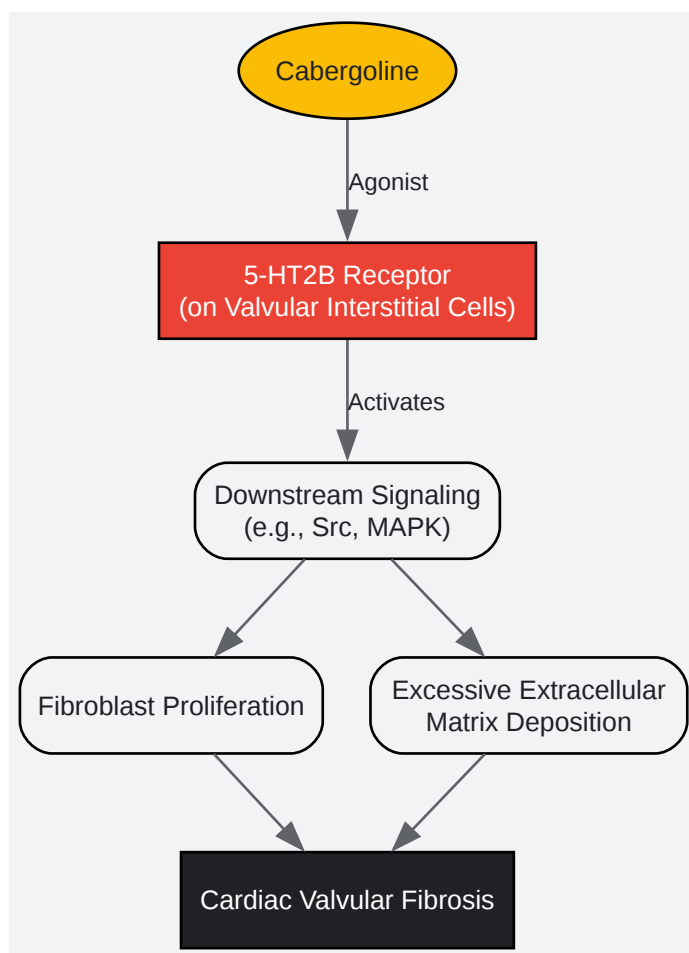 Cabergoline
Agonist
5-HT2B Receptor
(on Valvular Interstitial Cells)
Activates
Downstream Signaling
(e.g., Src, MAPK)
Fibroblast Proliferation
Excessive Extracellular
Matrix Deposition
Cardiac Valvular Fibrosis